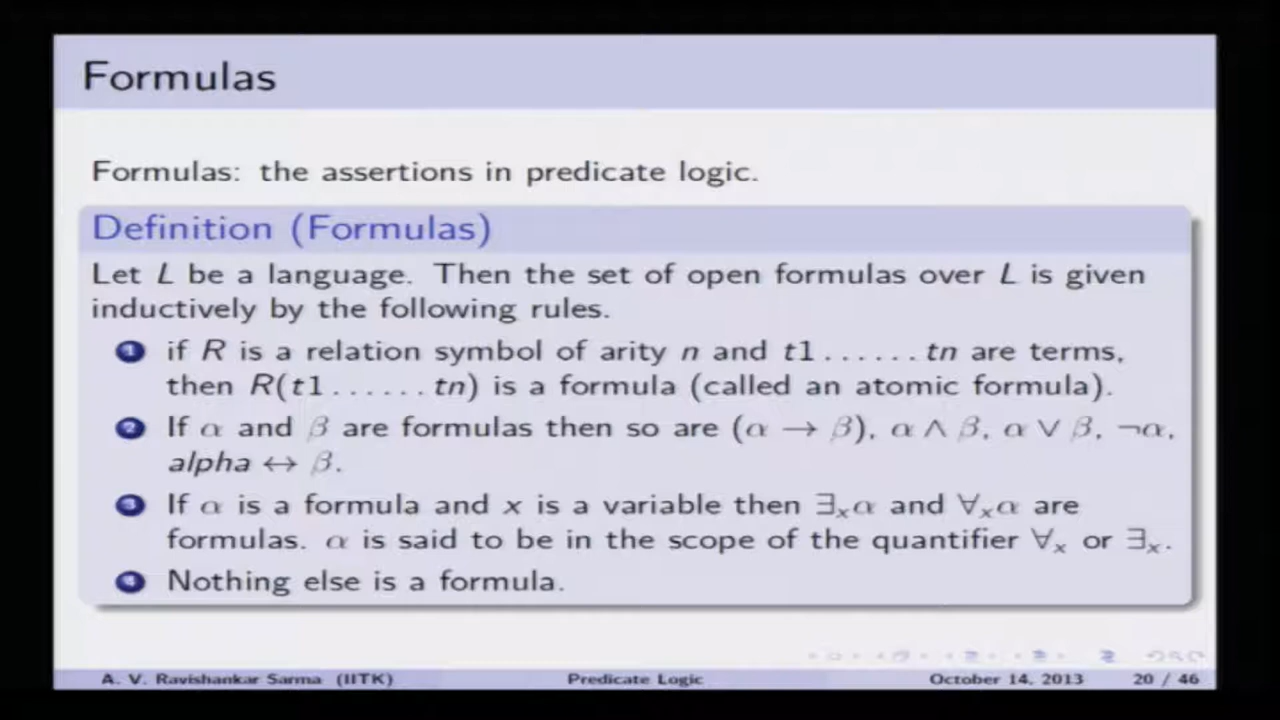 Formulas
Formulas: the assertions in predicate logic.
Definition (Formulas)
Let L be a language. Then the set of open formulas over L is given
inductively by the following rules.
1 if R is a relation symbol of arity n and t1.......tn are terms,
then R(t1.......tn) is a formula (called an atomic formula).
2 If α and β are formulas then so are (α → β), α ∧ β, α ∨ β, ¬α,
alpha ↔ β.
3 If α is a formula and x is a variable then ∃ₓα and ∀ₓα are
formulas. α is said to be in the scope of the quantifier ∀ₓ or ∃ₓ.
4 Nothing else is a formula.
A. V. Ravishankar Sarma (IITK) Predicate Logic October 14, 2013 20 / 46